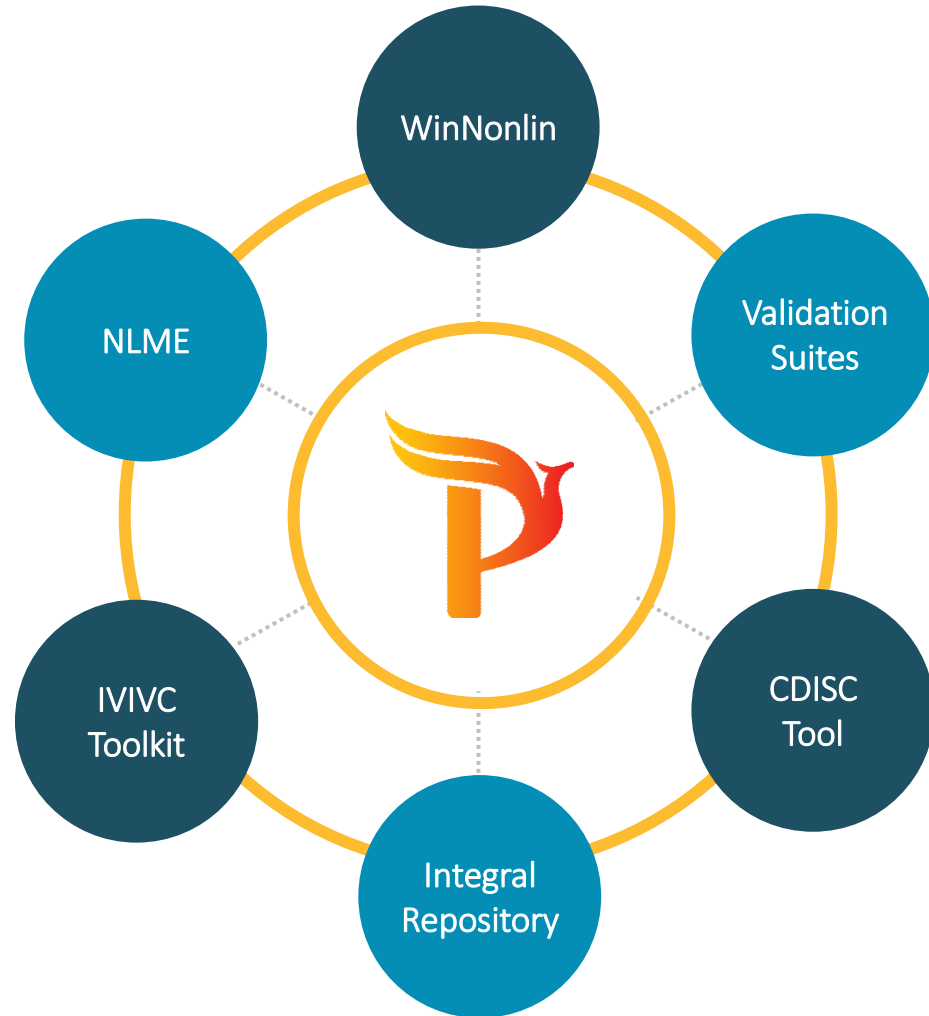 WinNonlin
Validation
Suites
CDISC
Tool
Integral
Repository
IVIVC
Toolkit
NLME